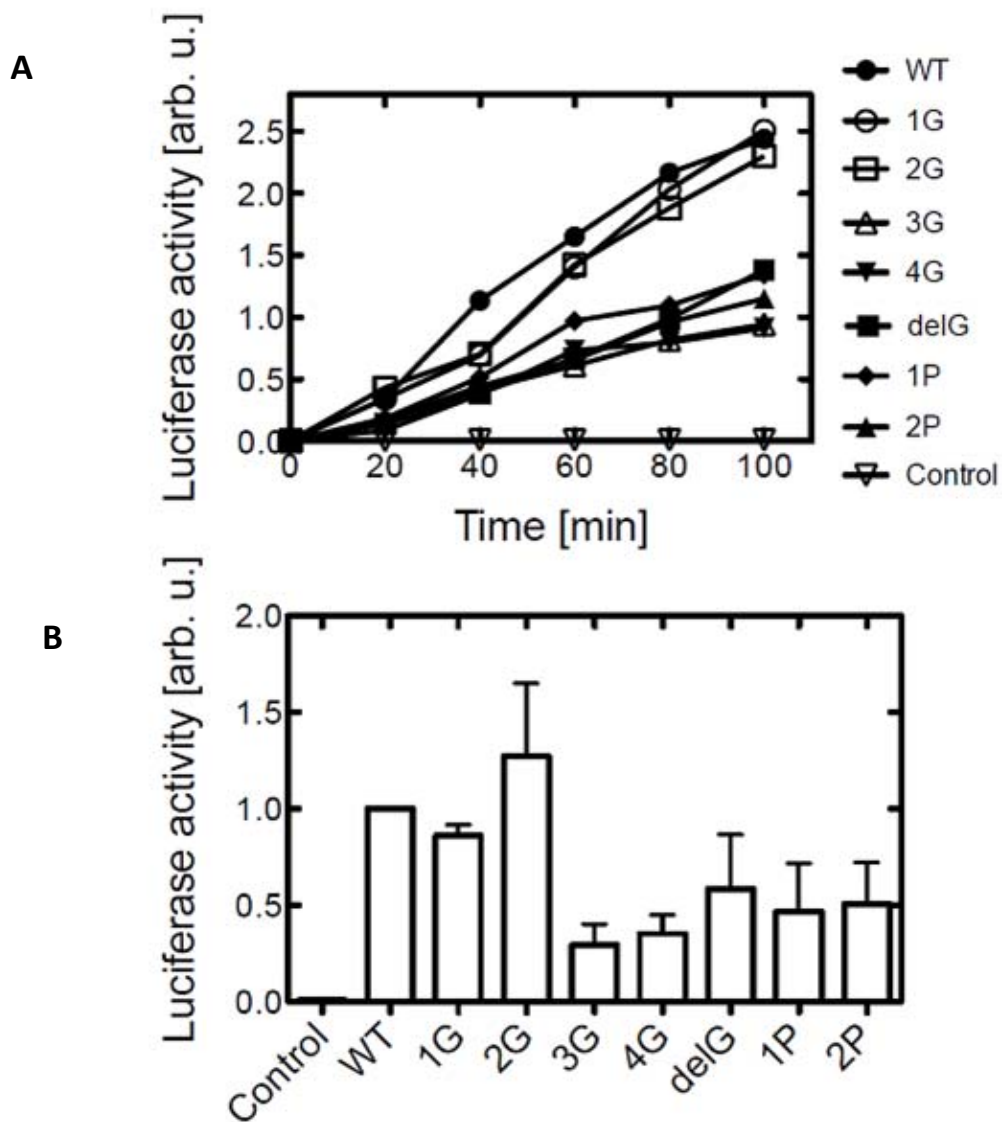 A
Luciferase activity [arb. u.]
2.5
2.0
1.5
1.0
0.5
0.0
0 20 40 60 80 100
Time [min]
WT
1G
2G
3G
4G
delG
1P
2P
Control
B
Luciferase activity [arb. u.]
2.0
1.5
1.0
0.5
0.0
Control WT 1G 2G 3G 4G delG 1P 2P